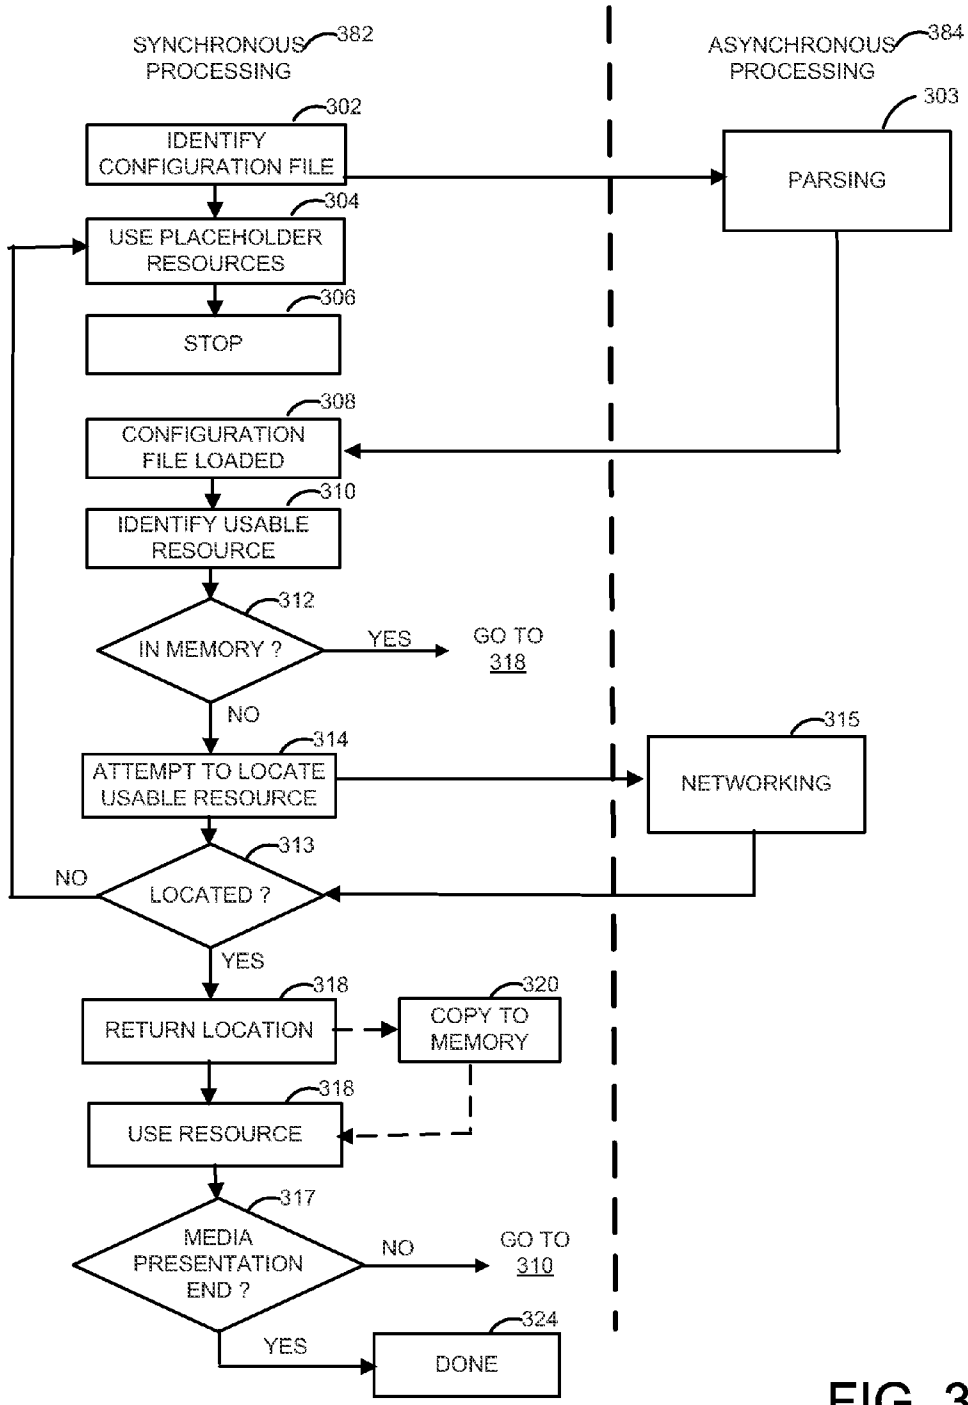 SYNCHRONOUS 382
PROCESSING
ASYNCHRONOUS 384
PROCESSING
302
IDENTIFY
CONFIGURATION FILE
303
PARSING
304
USE PLACEHOLDER
RESOURCES
306
STOP
308
CONFIGURATION
FILE LOADED
310
IDENTIFY USABLE
RESOURCE
312
IN MEMORY ?
YES
GO TO
318
NO
314
ATTEMPT TO LOCATE
USABLE RESOURCE
315
NETWORKING
313
LOCATED ?
NO
YES
318
RETURN LOCATION
320
COPY TO
MEMORY
318
USE RESOURCE
317
MEDIA
PRESENTATION
END ?
NO
GO TO
310
YES
324
DONE
FIG. 3